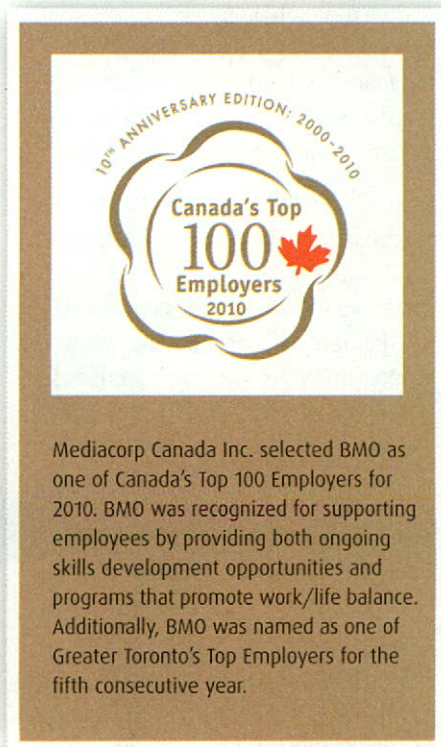 10TH ANNIVERSARY EDITION: 2000-2010
Canada's Top
100
Employers
2010
Mediacorp Canada Inc. selected BMO as
one of Canada's Top 100 Employers for
2010. BMO was recognized for supporting
employees by providing both ongoing
skills development opportunities and
programs that promote work/life balance.
Additionally, BMO was named as one of
Greater Toronto's Top Employers for the
fifth consecutive year.